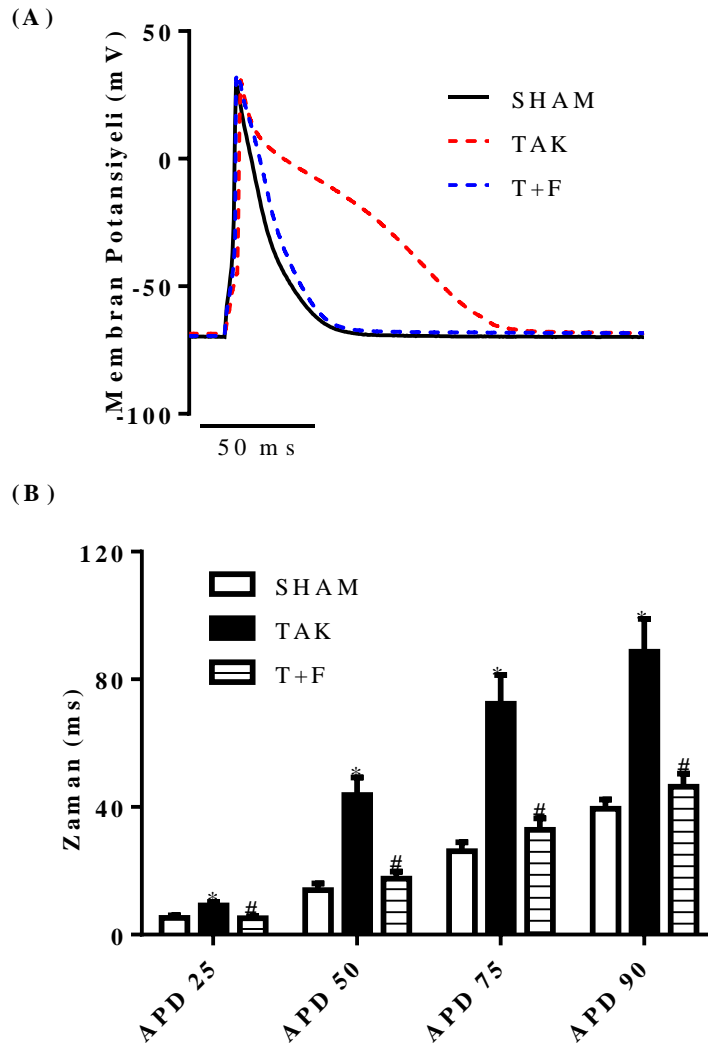 (A)
Membran Potansiyeli (mV)
50
0
-50
-100
SHAM
TAK
T+F
50 ms
(B)
Zaman (ms)
120
80
40
0
SHAM
TAK
T+F
* # * # * # * #
APD 25 APD 50 APD 75 APD 90